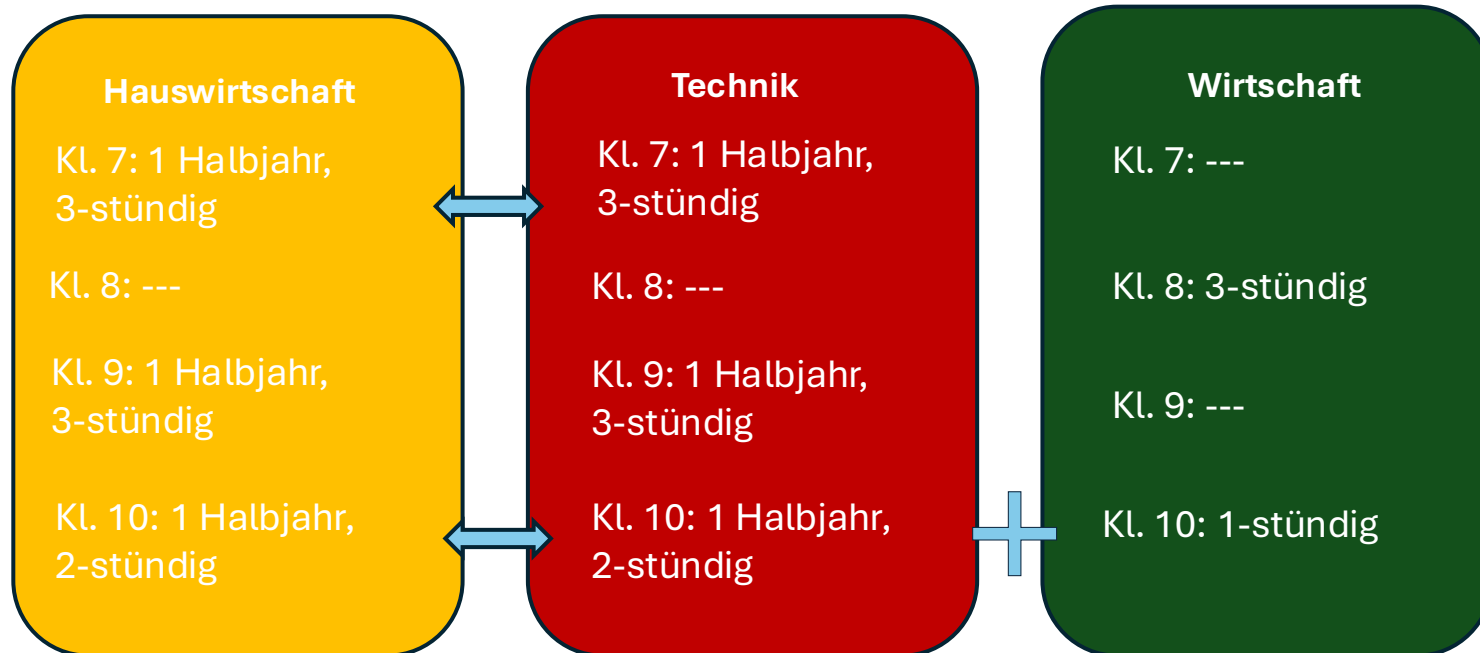 Hauswirtschaft
Kl. 7: 1 Halbjahr,
3-stündig
Kl. 8: ---
Kl. 9: 1 Halbjahr,
3-stündig
Kl. 10: 1 Halbjahr,
2-stündig
Technik
Kl. 7: 1 Halbjahr,
3-stündig
Kl. 8: ---
Kl. 9: 1 Halbjahr,
3-stündig
Kl. 10: 1 Halbjahr,
2-stündig
Wirtschaft
Kl. 7: ---
Kl. 8: 3-stündig
Kl. 9: ---
Kl. 10: 1-stündig